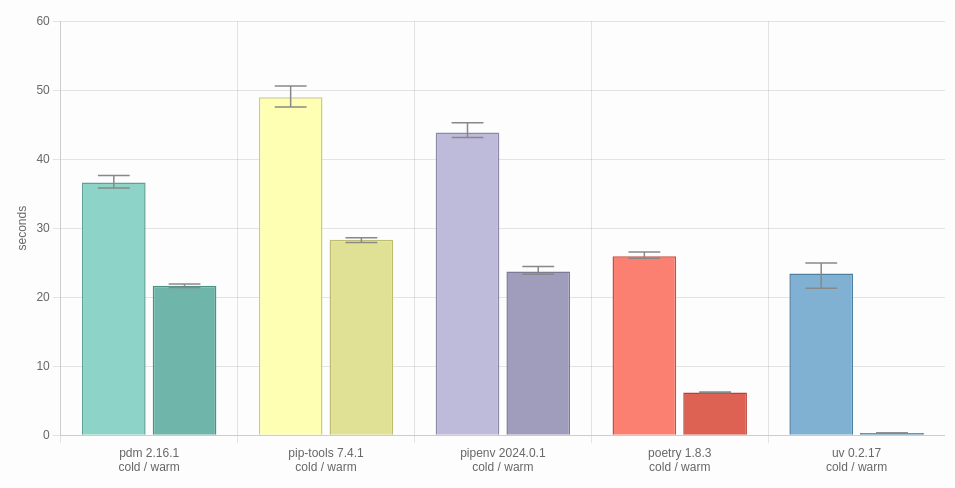 60
50
40
30
20
10
0
seconds
pdm 2.16.1
cold / warm
pip-tools 7.4.1
cold / warm
pipenv 2024.0.1
cold / warm
poetry 1.8.3
cold / warm
uv 0.2.17
cold / warm